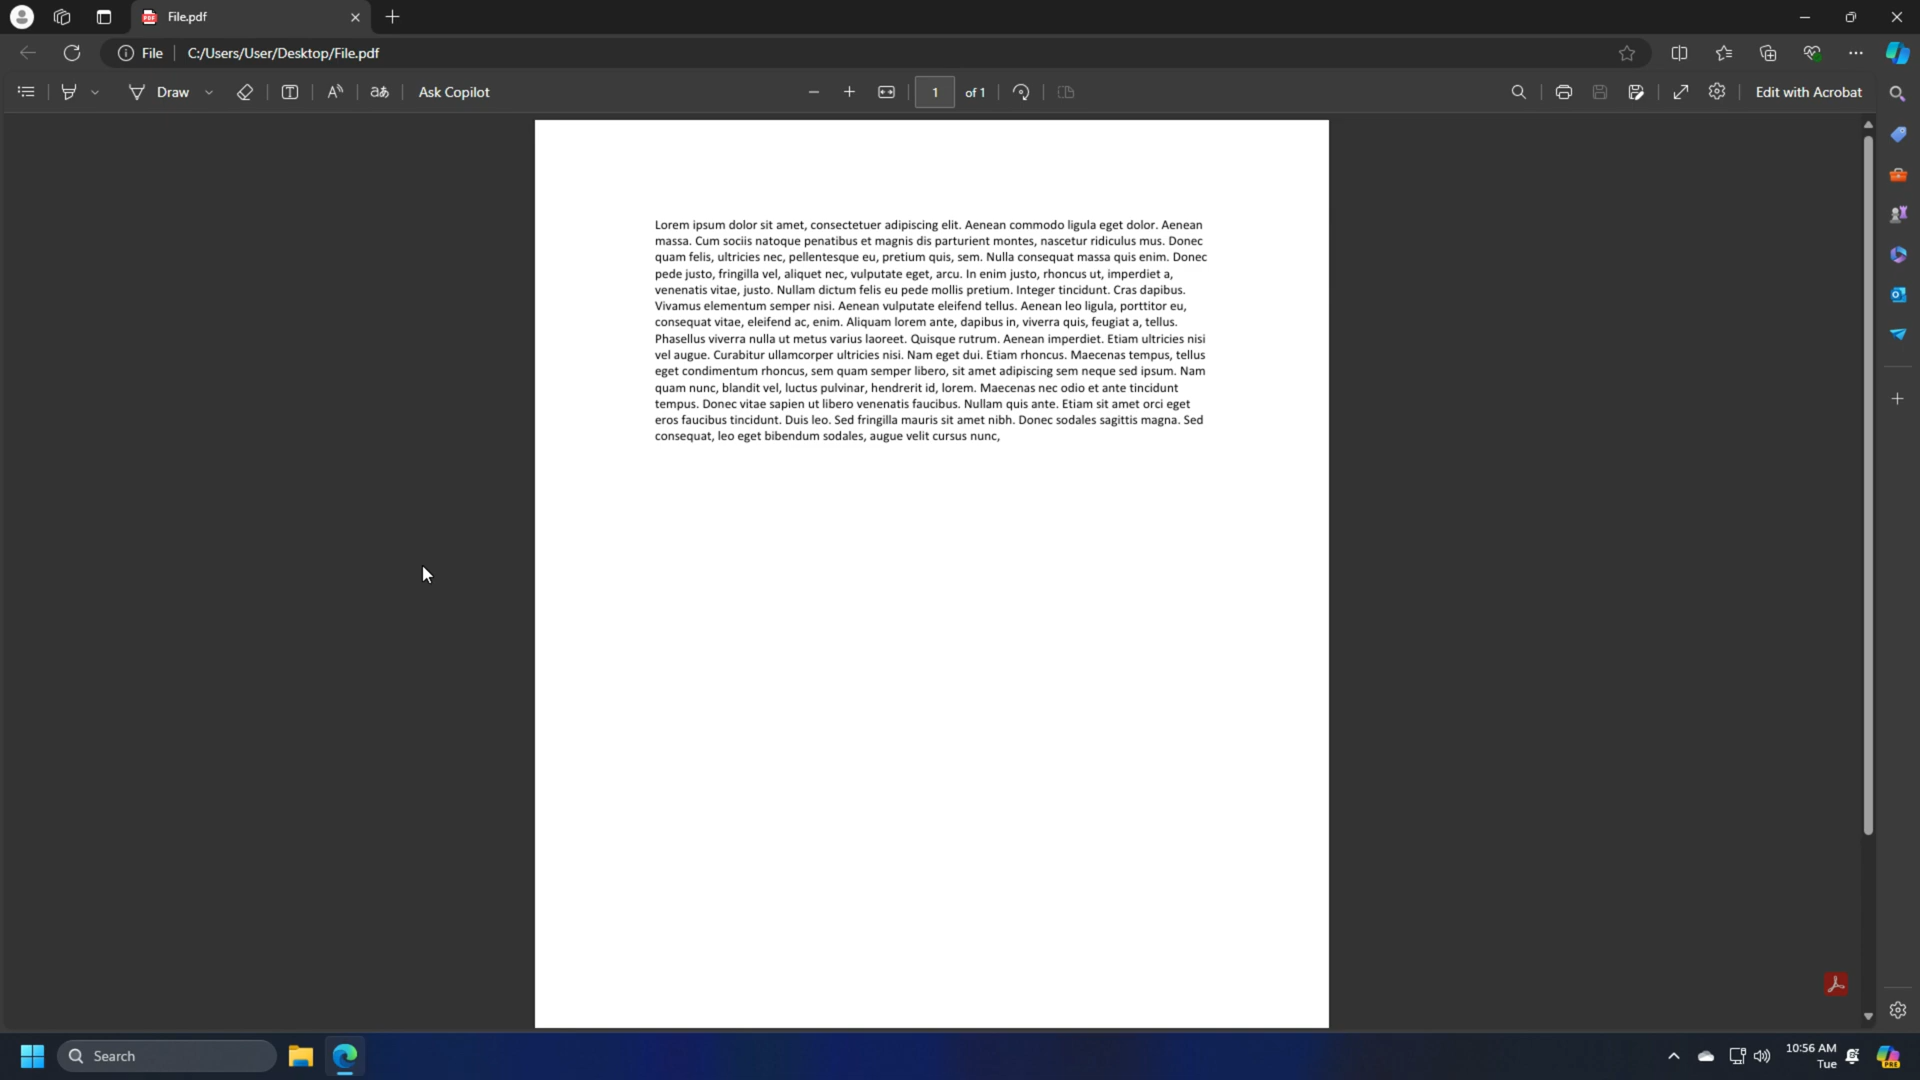 File.pdf
File C:/Users/User/Desktop/File.pdf
Draw aあ Ask Copilot 1 of 1 Edit with Acrobat
Lorem ipsum dolor sit amet, consectetuer adipiscing elit. Aenean commodo ligula eget dolor. Aenean
massa. Cum sociis natoque penatibus et magnis dis parturient montes, nascetur ridiculus mus. Donec
quam felis, ultricies nec, pellentesque eu, pretium quis, sem. Nulla consequat massa quis enim. Donec
pede justo, fringilla vel, aliquet nec, vulputate eget, arcu. In enim justo, rhoncus ut, imperdiet a,
venenatis vitae, justo. Nullam dictum felis eu pede mollis pretium. Integer tincidunt. Cras dapibus.
Vivamus elementum semper nisi. Aenean vulputate eleifend tellus. Aenean leo ligula, porttitor eu,
consequat vitae, eleifend ac, enim. Aliquam lorem ante, dapibus in, viverra quis, feugiat a, tellus.
Phasellus viverra nulla ut metus varius laoreet. Quisque rutrum. Aenean imperdiet. Etiam ultricies nisi
vel augue. Curabitur ullamcorper ultricies nisi. Nam eget dui. Etiam rhoncus. Maecenas tempus, tellus
eget condimentum rhoncus, sem quam semper libero, sit amet adipiscing sem neque sed ipsum. Nam
quam nunc, blandit vel, luctus pulvinar, hendrerit id, lorem. Maecenas nec odio et ante tincidunt
tempus. Donec vitae sapien ut libero venenatis faucibus. Nullam quis ante. Etiam sit amet orci eget
eros faucibus tincidunt. Duis leo. Sed fringilla mauris sit amet nibh. Donec sodales sagittis magna. Sed
consequat, leo eget bibendum sodales, augue velit cursus nunc,
Search
10:56 AM
Tue
PRE